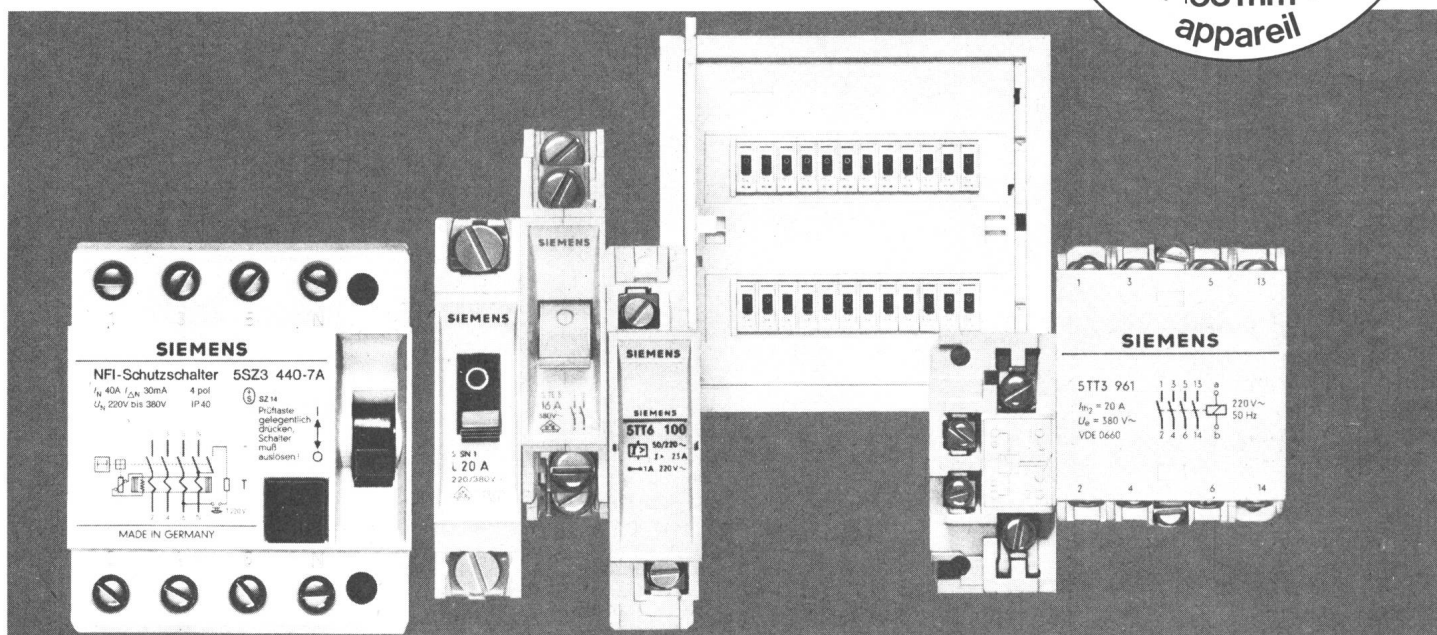 appareil
SIEMENS
NFI-Schutzschalter 5SZ3 440-7A
I_N 40A I_ΔN 30mA 4 pol
U_N 220V bis 380V IP 40
SZ 14
Prüftaste
gelegentlich
drücken,
Schalter
muß
auslösen!
T
MADE IN GERMANY
SIEMENS
L 20 A
220/380V~
SIEMENS
16 A
380V~
SIEMENS
5TT6 100
50/220~
1A 220V~
SIEMENS
1 3 5 13
5TT3 961
I_th2 = 20 A
U_e = 380 V~
VDE 0660
1 3 5 13 a
2 4 6 14 b
220 V~
50 Hz
2 4 6 14